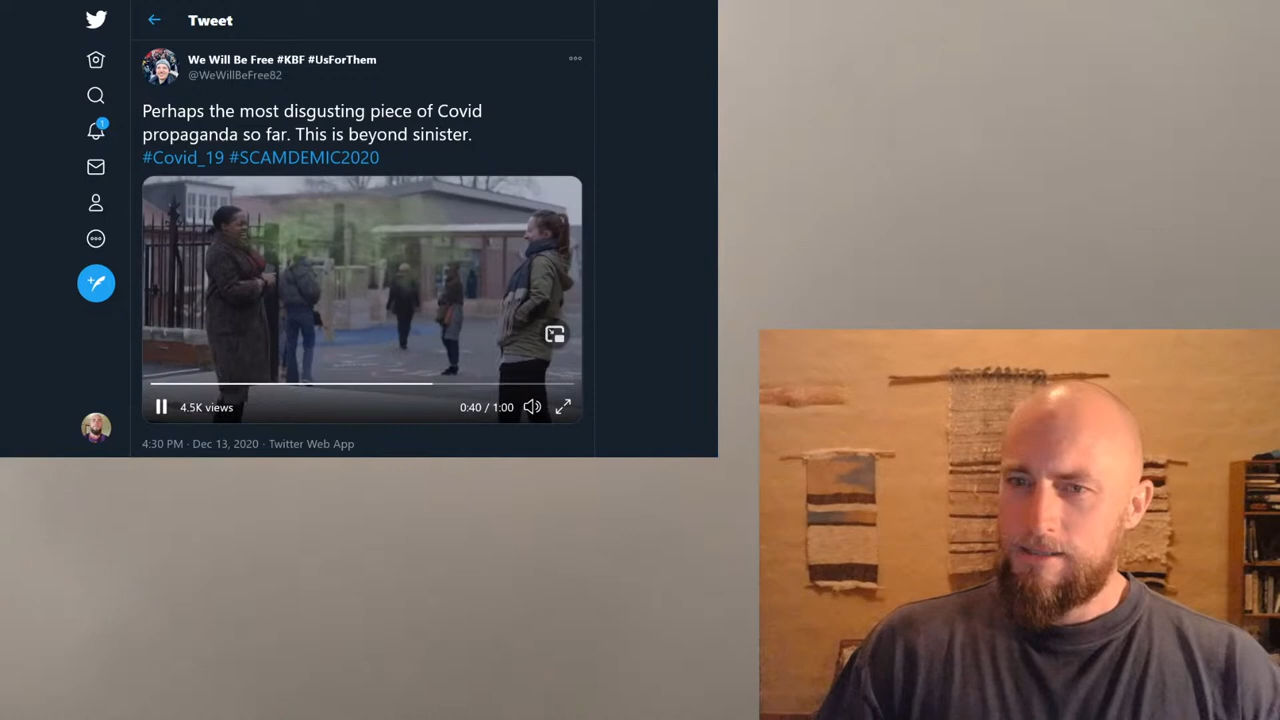 Tweet
We Will Be Free #KBF #UsForThem
@WeWillBeFree82
Perhaps the most disgusting piece of Covid
propaganda so far. This is beyond sinister.
#Covid_19 #SCAMDEMIC2020
1
4.5K views
0:40 / 1:00
4:30 PM · Dec 13, 2020 · Twitter Web App